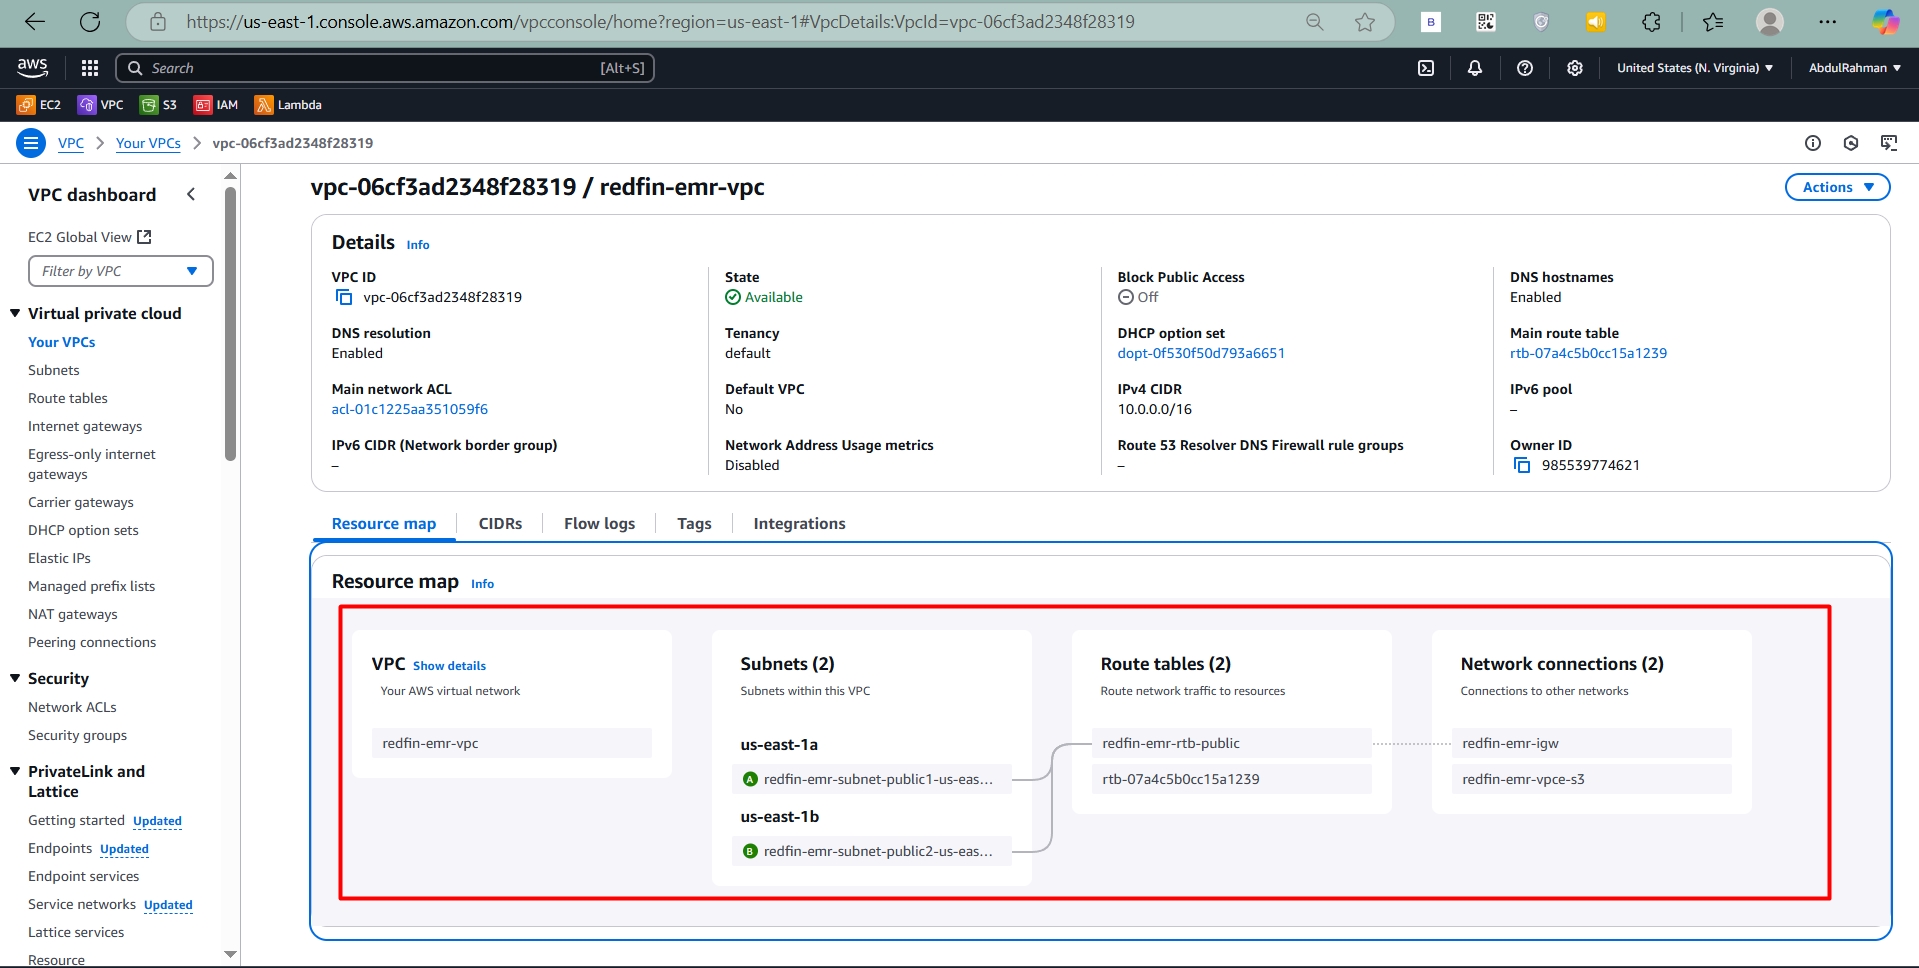 https://us-east-1.console.aws.amazon.com/vpcconsole/home?region=us-east-1#VpcDetails:VpcId=vpc-06cf3ad2348f28319
B
aws
Search [Alt+S]
United States (N. Virginia)
AbdulRahman
EC2 VPC S3 IAM Lambda
VPC
Your VPCs
vpc-06cf3ad2348f28319
VPC dashboard
EC2 Global View
Filter by VPC
Virtual private cloud
Your VPCs
Subnets
Route tables
Internet gateways
Egress-only internet
gateways
Carrier gateways
DHCP option sets
Elastic IPs
Managed prefix lists
NAT gateways
Peering connections
Security
Network ACLs
Security groups
PrivateLink and
Lattice
Getting started Updated
Endpoints Updated
Endpoint services
Service networks Updated
Lattice services
Resource
vpc-06cf3ad2348f28319 / redfin-emr-vpc
Actions
Details Info
VPC ID
vpc-06cf3ad2348f28319
State
Available
Block Public Access
Off
DNS hostnames
Enabled
DNS resolution
Enabled
Tenancy
default
DHCP option set
dopt-0f530f50d793a6651
Main route table
rtb-07a4c5b0cc15a1239
Main network ACL
acl-01c1225aa351059f6
Default VPC
No
IPv4 CIDR
10.0.0.0/16
IPv6 pool
–
IPv6 CIDR (Network border group)
–
Network Address Usage metrics
Disabled
Route 53 Resolver DNS Firewall rule groups
–
Owner ID
985539774621
Resource map
CIDRs
Flow logs
Tags
Integrations
Resource map Info
VPC Show details
Your AWS virtual network
redfin-emr-vpc
Subnets (2)
Subnets within this VPC
us-east-1a
A redfin-emr-subnet-public1-us-eas...
us-east-1b
B redfin-emr-subnet-public2-us-eas...
Route tables (2)
Route network traffic to resources
redfin-emr-rtb-public
rtb-07a4c5b0cc15a1239
Network connections (2)
Connections to other networks
redfin-emr-igw
redfin-emr-vpce-s3